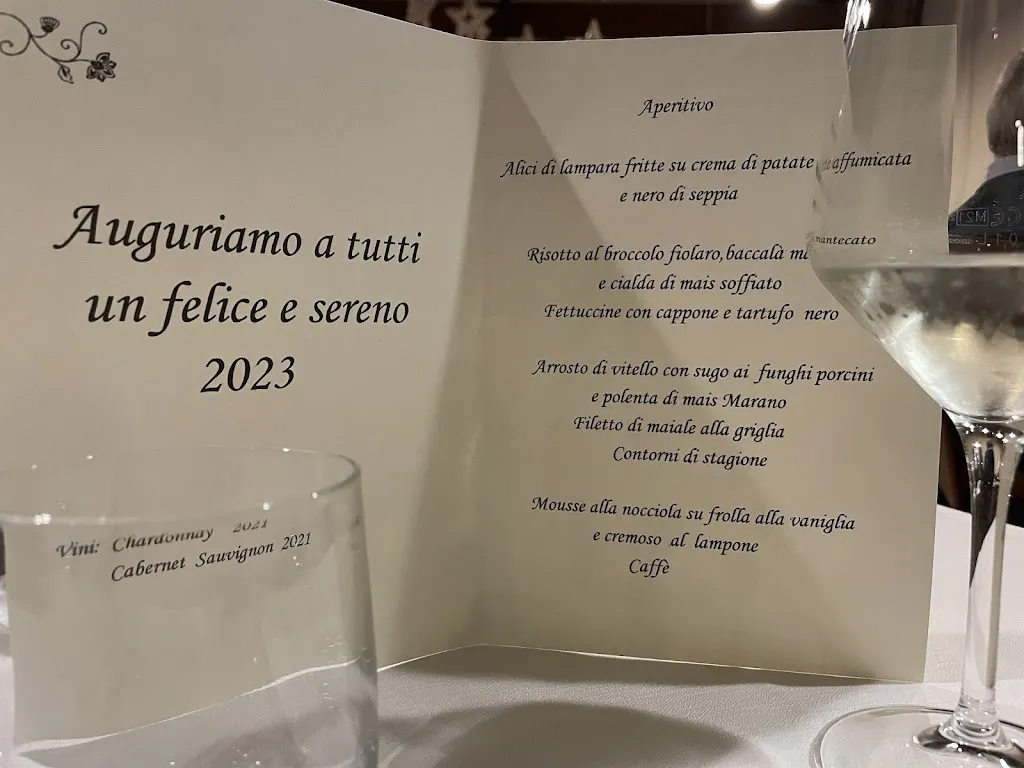 Auguriamo a tutti
un felice e sereno
2023
Vini: Chardonnay 2021
Cabernet Sauvignon 2021
Aperitivo
Alici di lampara fritte su crema di patate affumicata
e nero di seppia
Risotto al broccolo fiolaro, baccalà mantecato
e cialda di mais soffiato
Fettuccine con cappone e tartufo nero
Arrosto di vitello con sugo ai funghi porcini
e polenta di mais Marano
Filetto di maiale alla griglia
Contorni di stagione
Mousse alla nocciola su frolla alla vaniglia
e cremoso al lampone
Caffè